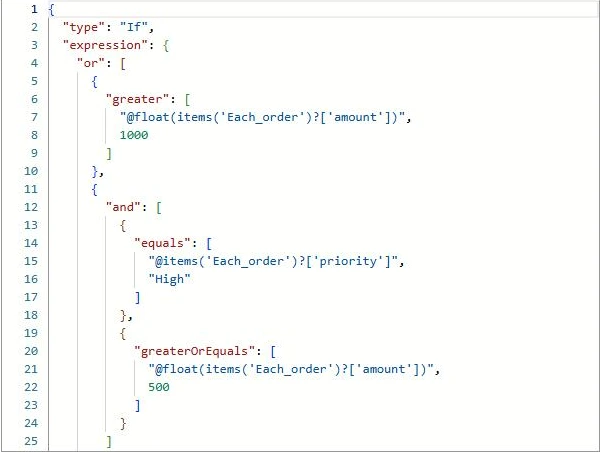 1 {
2   "type": "If",
3   "expression": {
4     "or": [
5       {
6         "greater": [
7           "@float(items('Each_order')?['amount'])",
8           1000
9         ]
10       },
11       {
12         "and": [
13           {
14             "equals": [
15               "@items('Each_order')?['priority']",
16               "High"
17             ]
18           },
19           {
20             "greaterOrEquals": [
21               "@float(items('Each_order')?['amount'])",
22               500
23             ]
24           }
25         ]